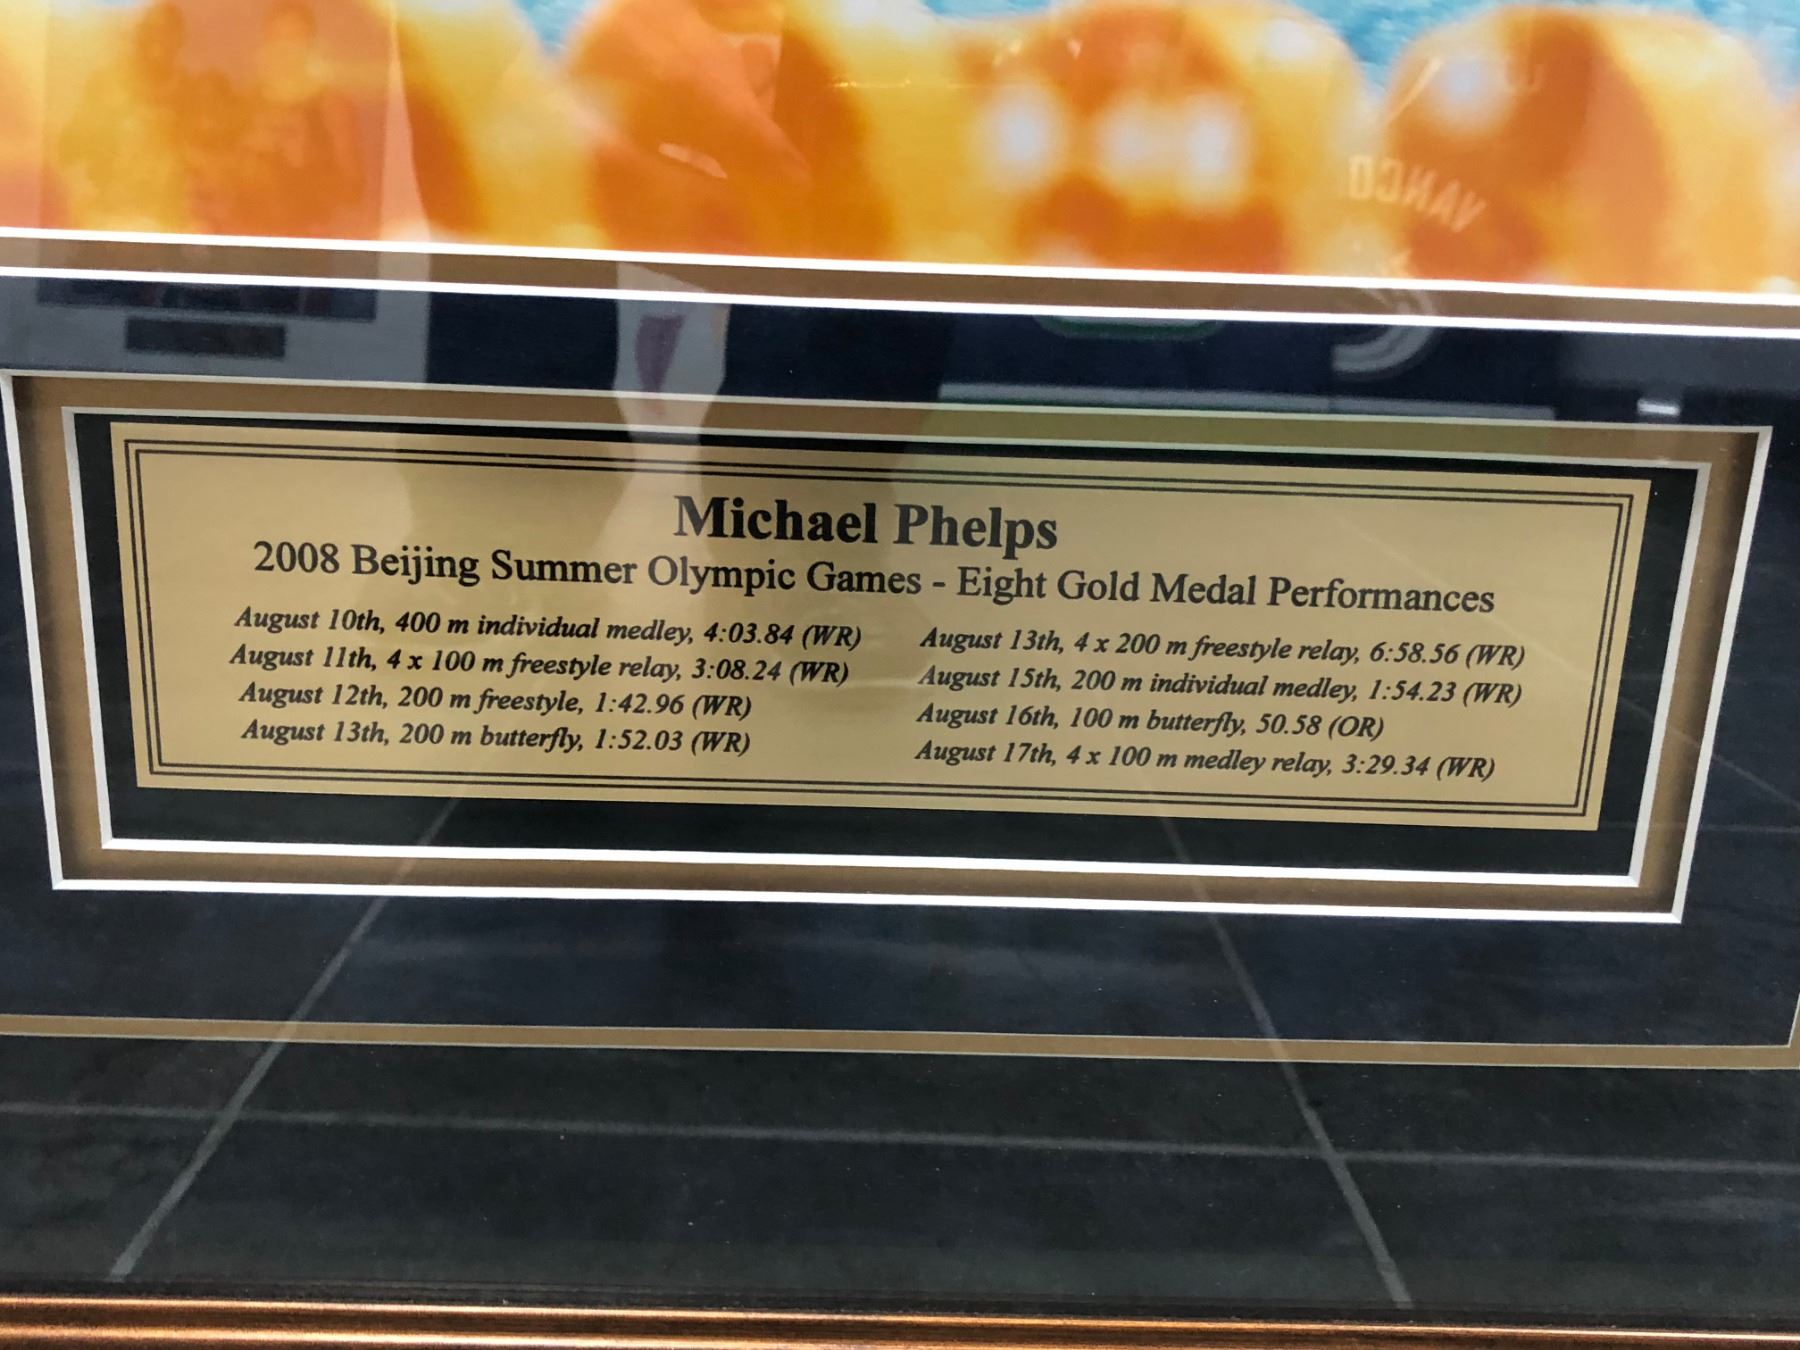 Michael Phelps
2008 Beijing Summer Olympic Games - Eight Gold Medal Performances
August 10th, 400 m individual medley, 4:03.84 (WR)
August 11th, 4 x 100 m freestyle relay, 3:08.24 (WR)
August 12th, 200 m freestyle, 1:42.96 (WR)
August 13th, 200 m butterfly, 1:52.03 (WR)
August 13th, 4 x 200 m freestyle relay, 6:58.56 (WR)
August 15th, 200 m individual medley, 1:54.23 (WR)
August 16th, 100 m butterfly, 50.58 (OR)
August 17th, 4 x 100 m medley relay, 3:29.34 (WR)